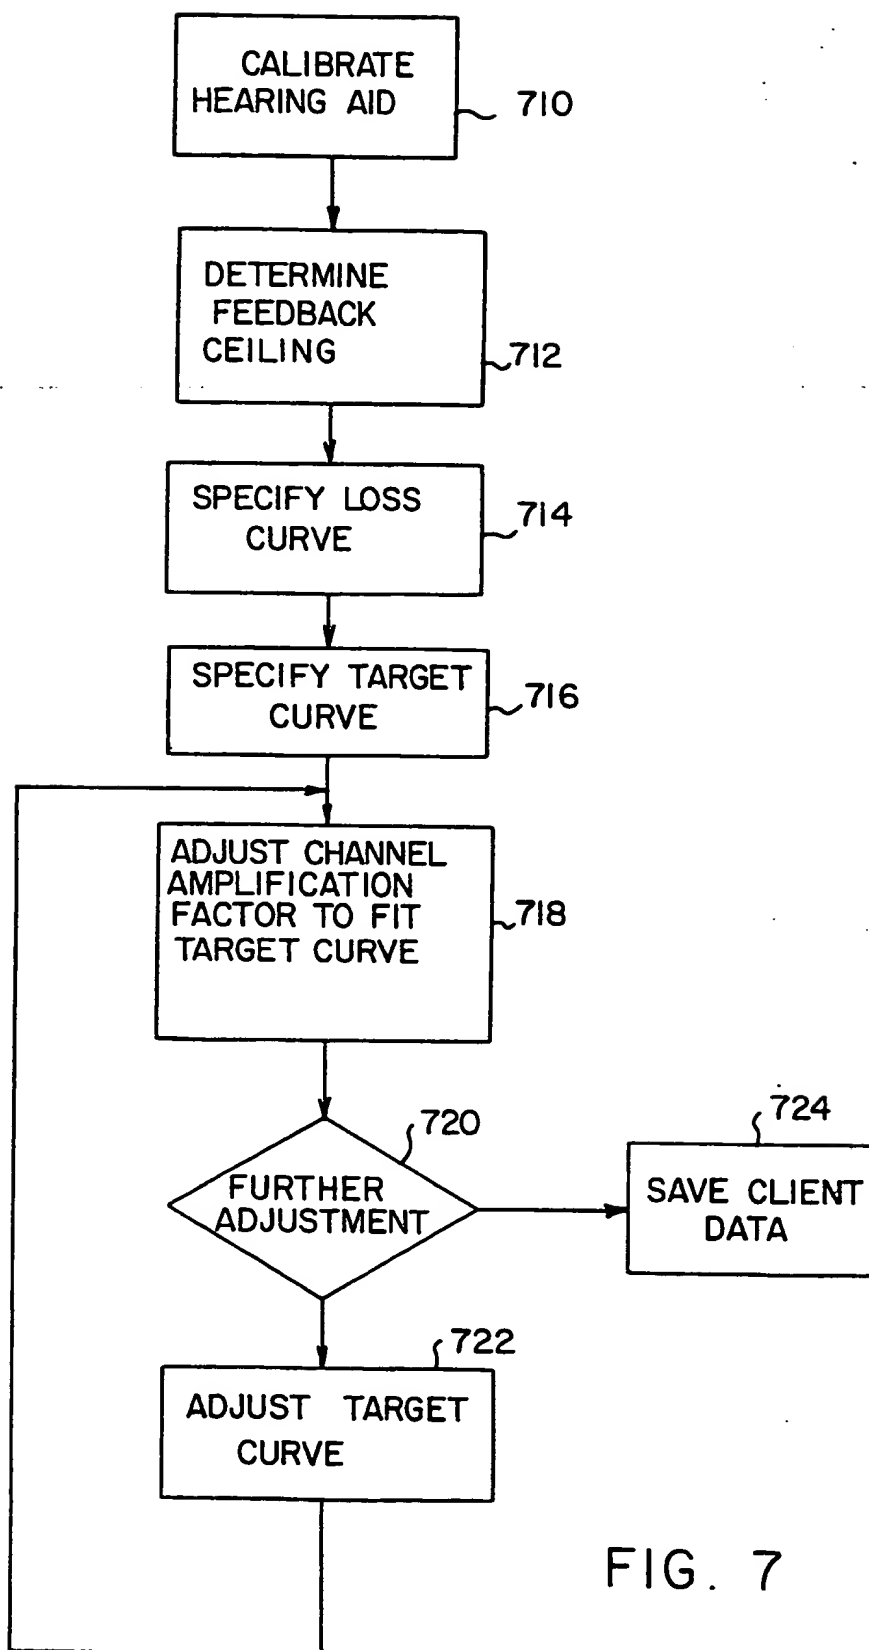 CALIBRATE
HEARING AID
710
DETERMINE
FEEDBACK
CEILING
712
SPECIFY LOSS
CURVE
714
SPECIFY TARGET
CURVE
716
ADJUST CHANNEL
AMPLIFICATION
FACTOR TO FIT
TARGET CURVE
718
720
FURTHER
ADJUSTMENT
724
SAVE CLIENT
DATA
722
ADJUST TARGET
CURVE
FIG. 7